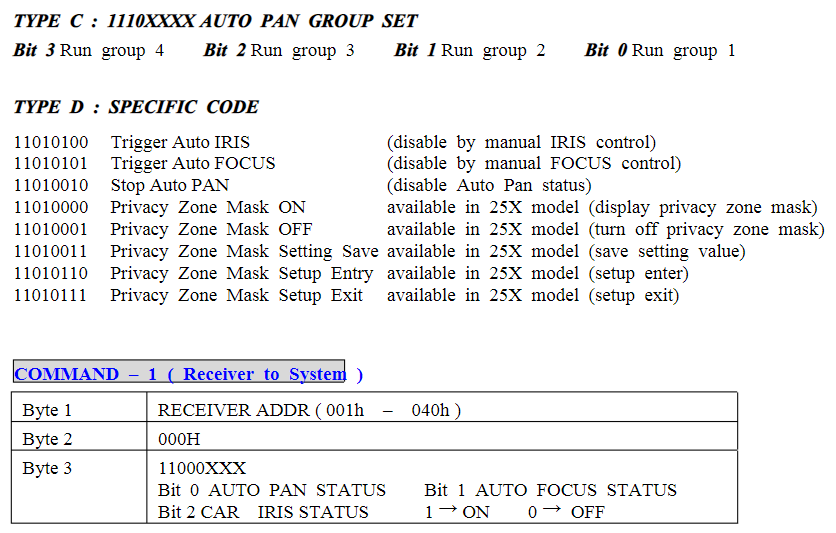 TYPE C : 1110XXXX AUTO PAN GROUP SET
Bit 3 Run group 4 Bit 2 Run group 3 Bit 1 Run group 2 Bit 0 Run group 1
TYPE D : SPECIFIC CODE
11010100 Trigger Auto IRIS (disable by manual IRIS control)
11010101 Trigger Auto FOCUS (disable by manual FOCUS control)
11010010 Stop Auto PAN (disable Auto Pan status)
11010000 Privacy Zone Mask ON available in 25X model (display privacy zone mask)
11010001 Privacy Zone Mask OFF available in 25X model (turn off privacy zone mask)
11010011 Privacy Zone Mask Setting Save available in 25X model (save setting value)
11010110 Privacy Zone Mask Setup Entry available in 25X model (setup enter)
11010111 Privacy Zone Mask Setup Exit available in 25X model (setup exit)
COMMAND – 1 ( Receiver to System )
Byte 1 RECEIVER ADDR ( 001h – 040h )
Byte 2 000H
Byte 3 11000XXX
Bit 0 AUTO PAN STATUS Bit 1 AUTO FOCUS STATUS
Bit 2 CAR IRIS STATUS 1 → ON 0 → OFF